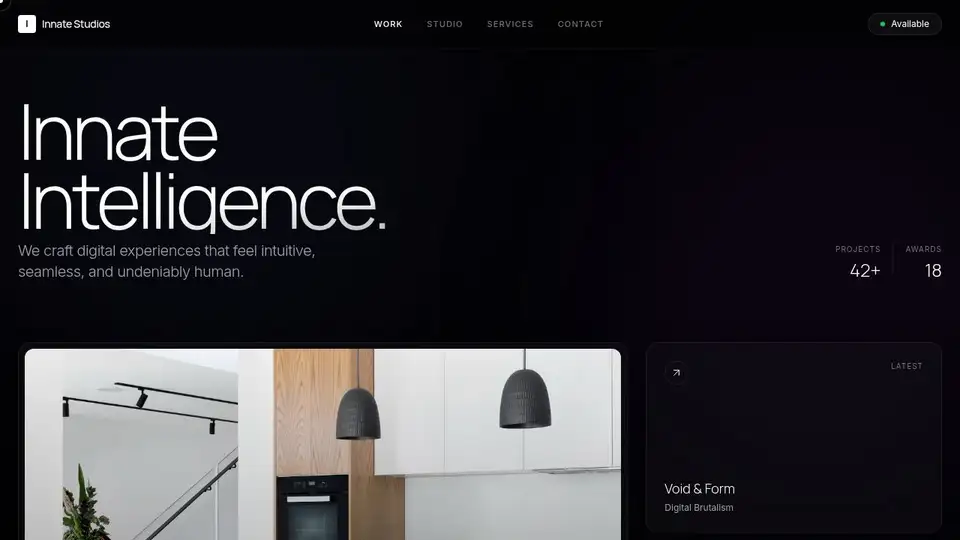 I Innate Studios
WORK STUDIO SERVICES CONTACT
Available
Innate
Intelligence.
We craft digital experiences that feel intuitive,
seamless, and undeniably human.
PROJECTS
42+
AWARDS
18
LATEST
Void & Form
Digital Brutalism